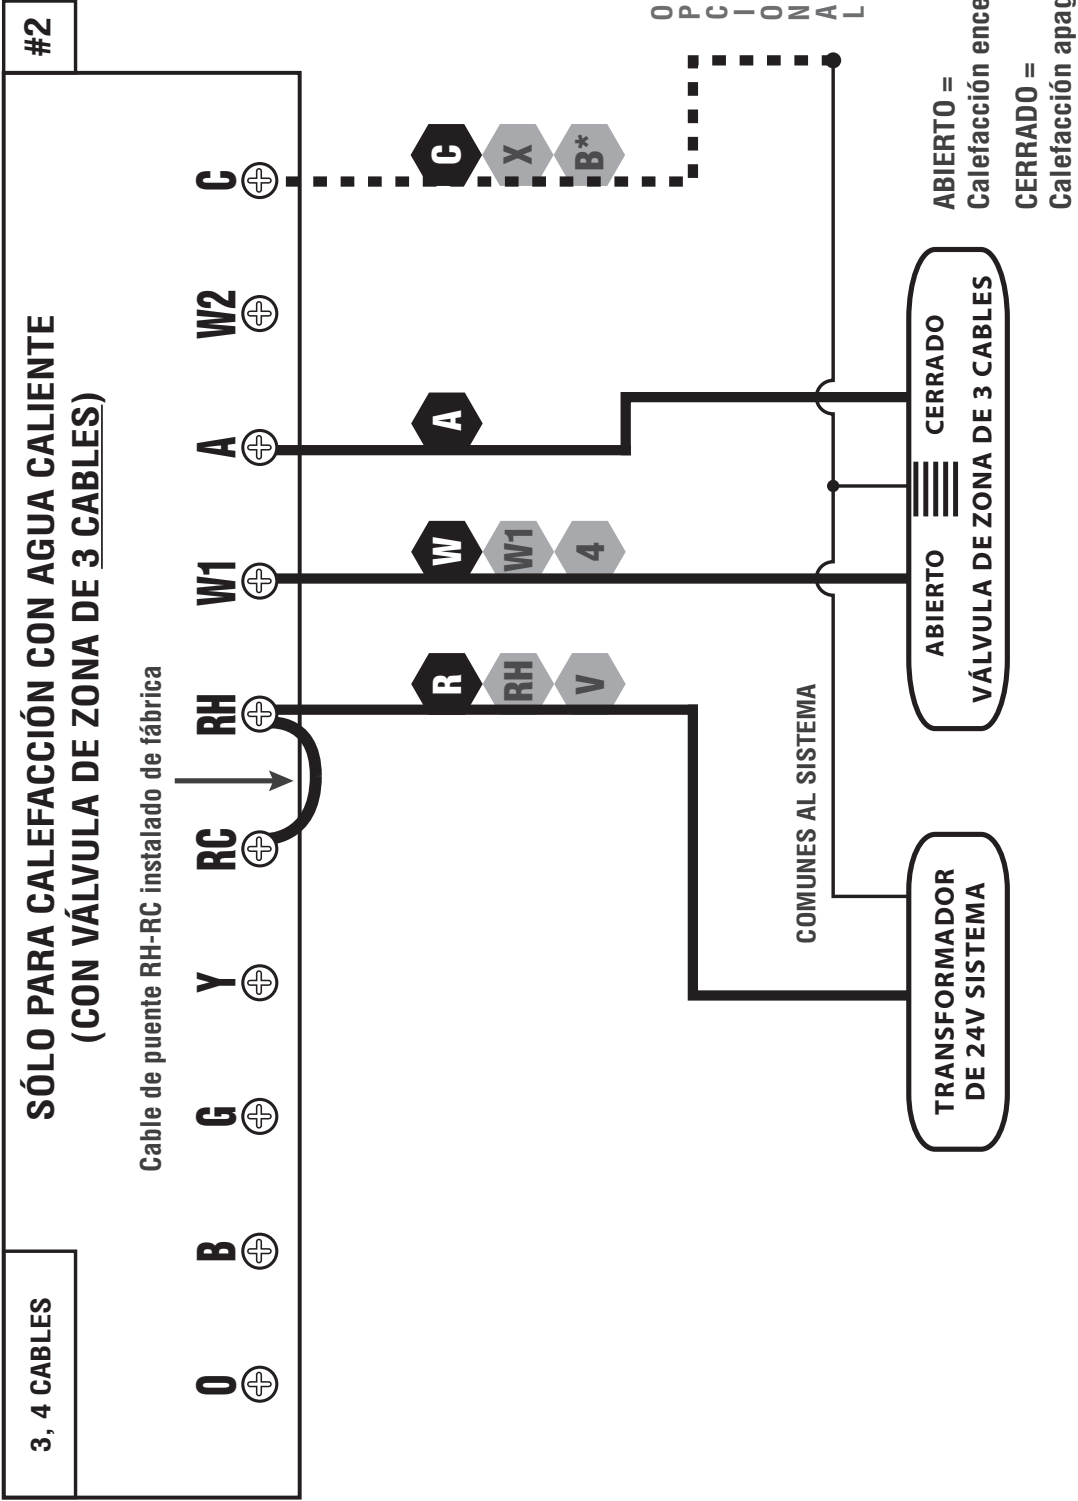 3, 4 CABLES
SÓLO PARA CALEFACCIÓN CON AGUA CALIENTE
(CON VÁLVULA DE ZONA DE 3 CABLES)
#2
Cable de puente RH-RC instalado de fábrica
O B G Y RC RH W1 A W2 C
R W A C
RH W1 X
V 4 B*
OPCIONAL
COMUNES AL SISTEMA
TRANSFORMADOR
DE 24V SISTEMA
ABIERTO CERRADO
VÁLVULA DE ZONA DE 3 CABLES
ABIERTO =
Calefacción
CERRADO =
Calefacción